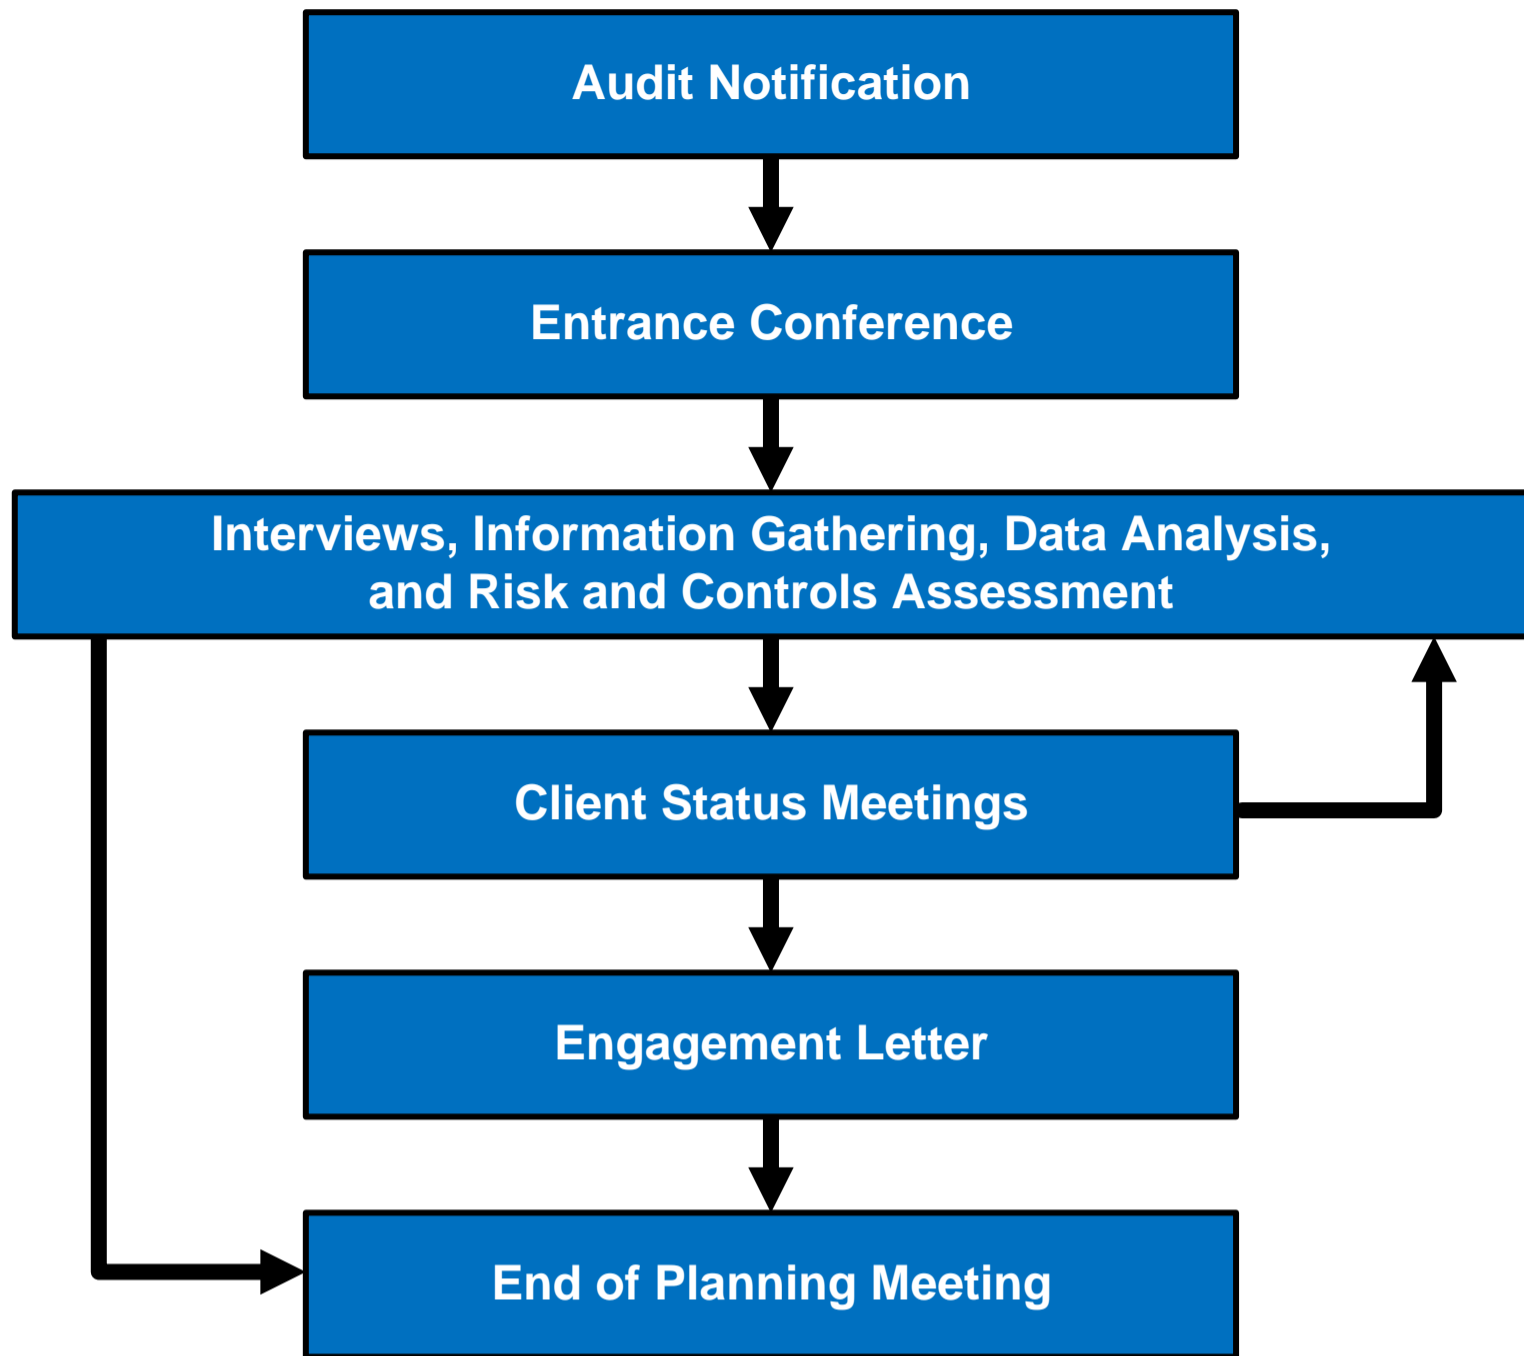 Audit Notification
Entrance Conference
Interviews, Information Gathering, Data Analysis,
and Risk and Controls Assessment
Client Status Meetings
Engagement Letter
End of Planning Meeting